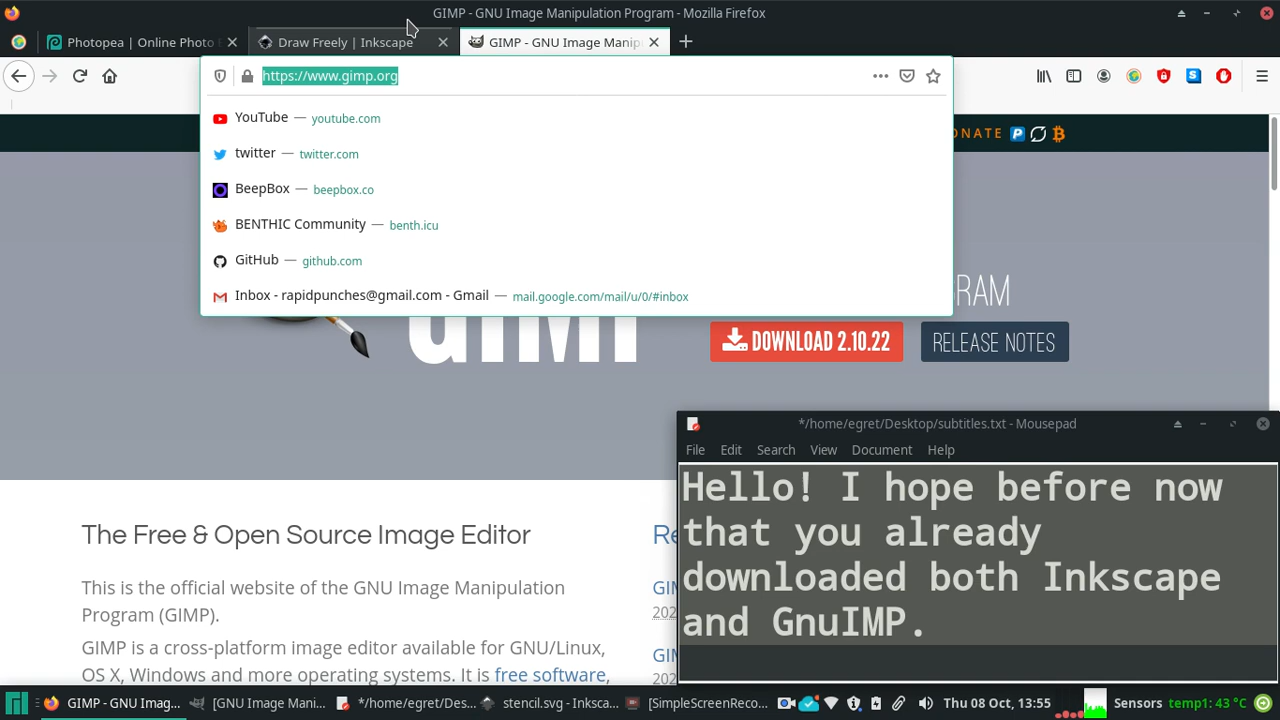 GIMP - GNU Image Manipulation Program - Mozilla Firefox
Photopea | Online Photo
Draw Freely | Inkscape
GIMP - GNU Image Manip
https://www.gimp.org
YouTube — youtube.com
twitter — twitter.com
BeepBox — beepbox.co
BENTHIC Community — benth.icu
GitHub — github.com
Inbox - rapidpunches@gmail.com - Gmail — mail.google.com/mail/u/0/#inbox
DOWNLOAD 2.10.22
RELEASE NOTES
The Free & Open Source Image Editor
This is the official website of the GNU Image Manipulation
Program (GIMP).
GIMP is a cross-platform image editor available for GNU/Linux,
OS X, Windows and more operating systems. It is free software,
*/home/egret/Desktop/subtitles.txt - Mousepad
File Edit Search View Document Help
Hello! I hope before now
that you already
downloaded both Inkscape
and GnuIMP.
GIMP - GNU Imag...
[GNU Image Mani...
*/home/egret/Des...
stencil.svg - Inksca...
[SimpleScreenReco...
Thu 08 Oct, 13:55
Sensors temp1: 43 °C